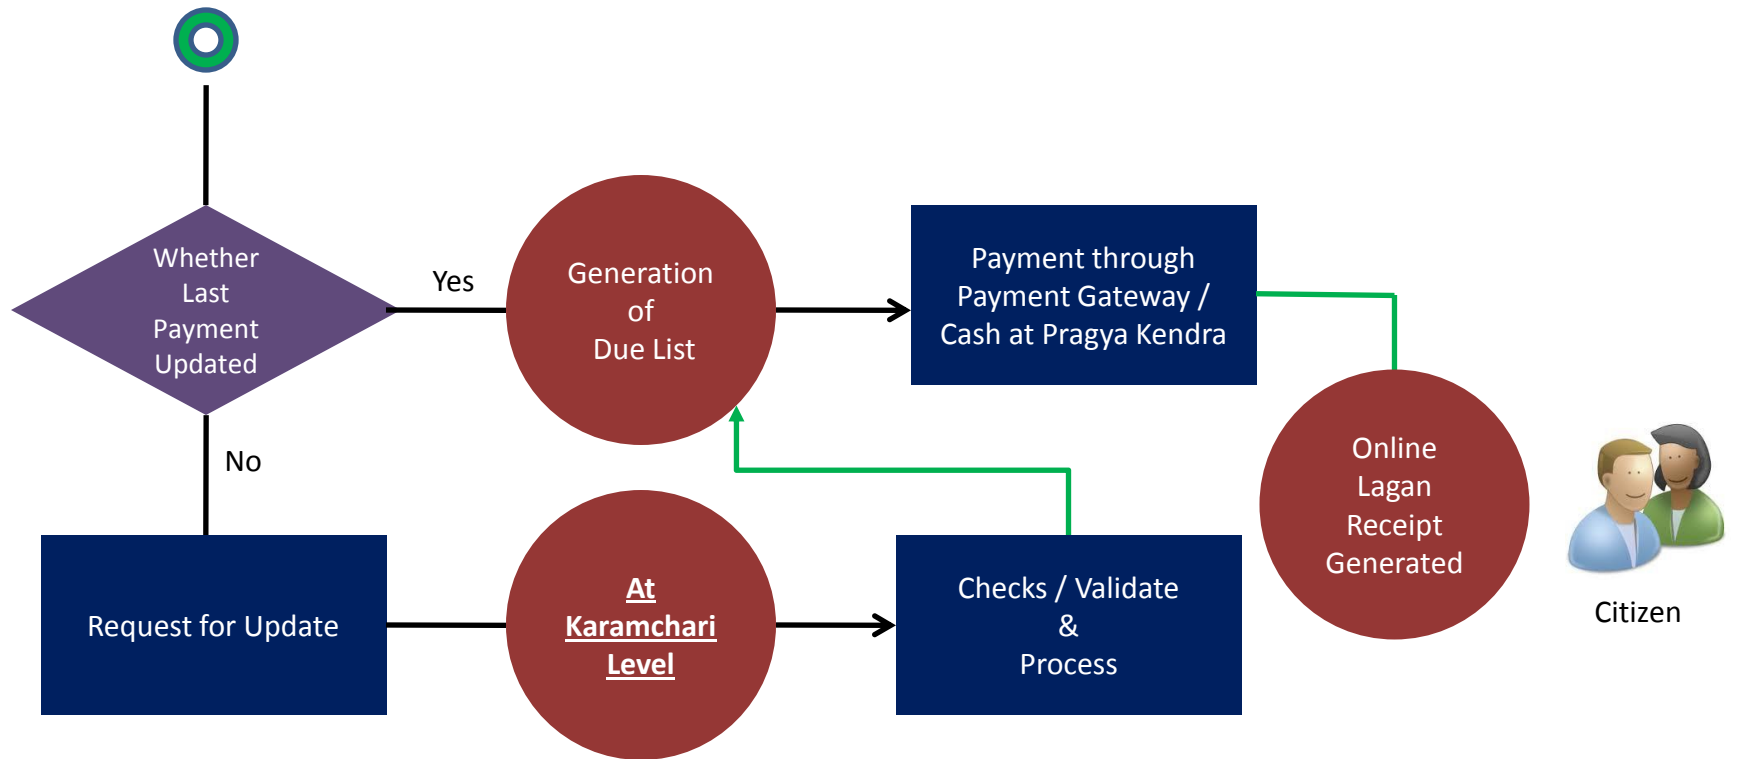 Whether
Last
Payment
Updated
Yes
Generation
of
Due List
Payment through
Payment Gateway /
Cash at Pragya Kendra
No
Request for Update
At
Karamchari
Level
Checks / Validate
&
Process
Online
Lagan
Receipt
Generated
Citizen